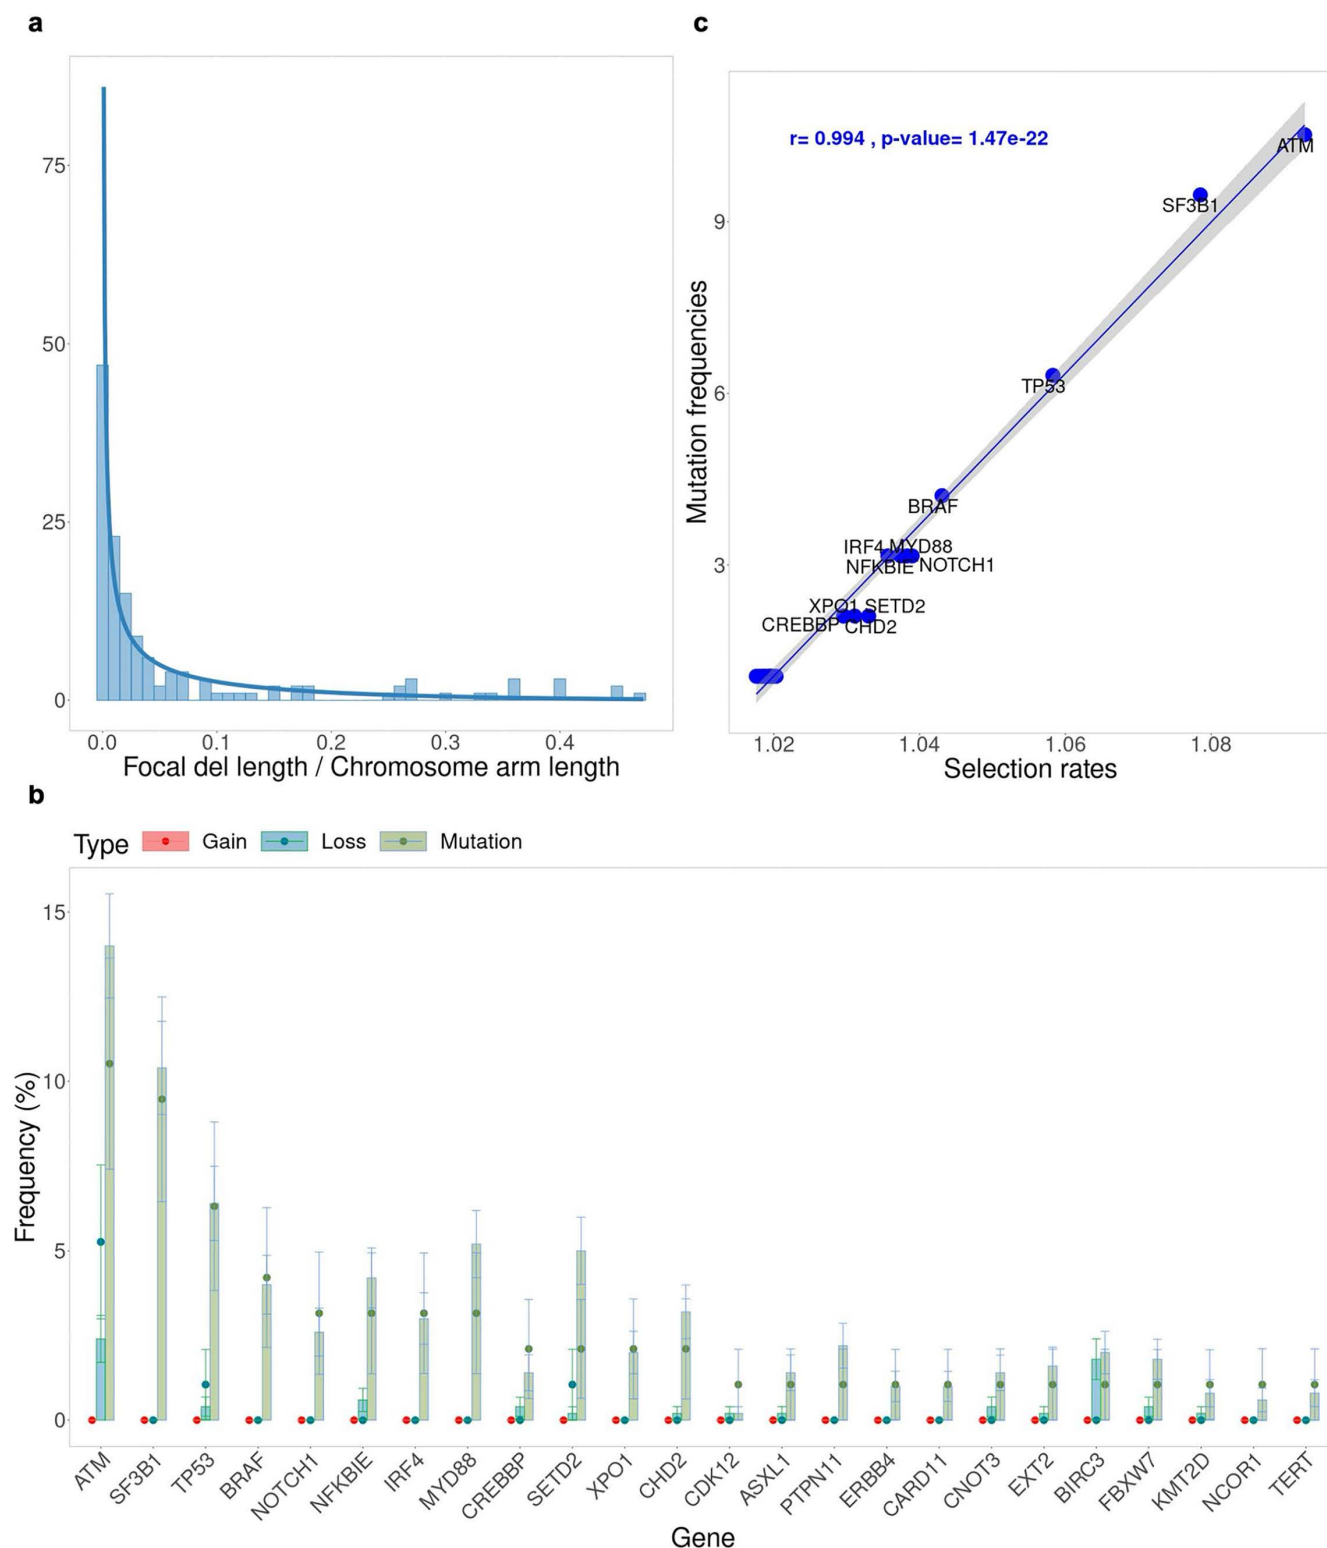 a
75
50
25
0
0.0 0.1 0.2 0.3 0.4
Focal del length / Chromosome arm length
c
r= 0.994 , p-value= 1.47e-22
ATM
SF3B1
9
TP53
6
BRAF
IRF4 MYD88
NFKBIE NOTCH1
3
XPO1 SETD2
CREBBP CHD2
1.02 1.04 1.06 1.08
Selection rates
Mutation frequencies
b
Type Gain Loss Mutation
15
10
5
0
Frequency (%)
ATM SF3B1 TP53 BRAF NOTCH1 NFKBIE IRF4 MYD88 CREBBP SETD2 XPO1 CHD2 CDK12 ASXL1 PTPN11 ERBB4 CARD11 CNOT3 EXT2 BIRC3 FBXW7 KMT2D NCOR1 TERT
Gene